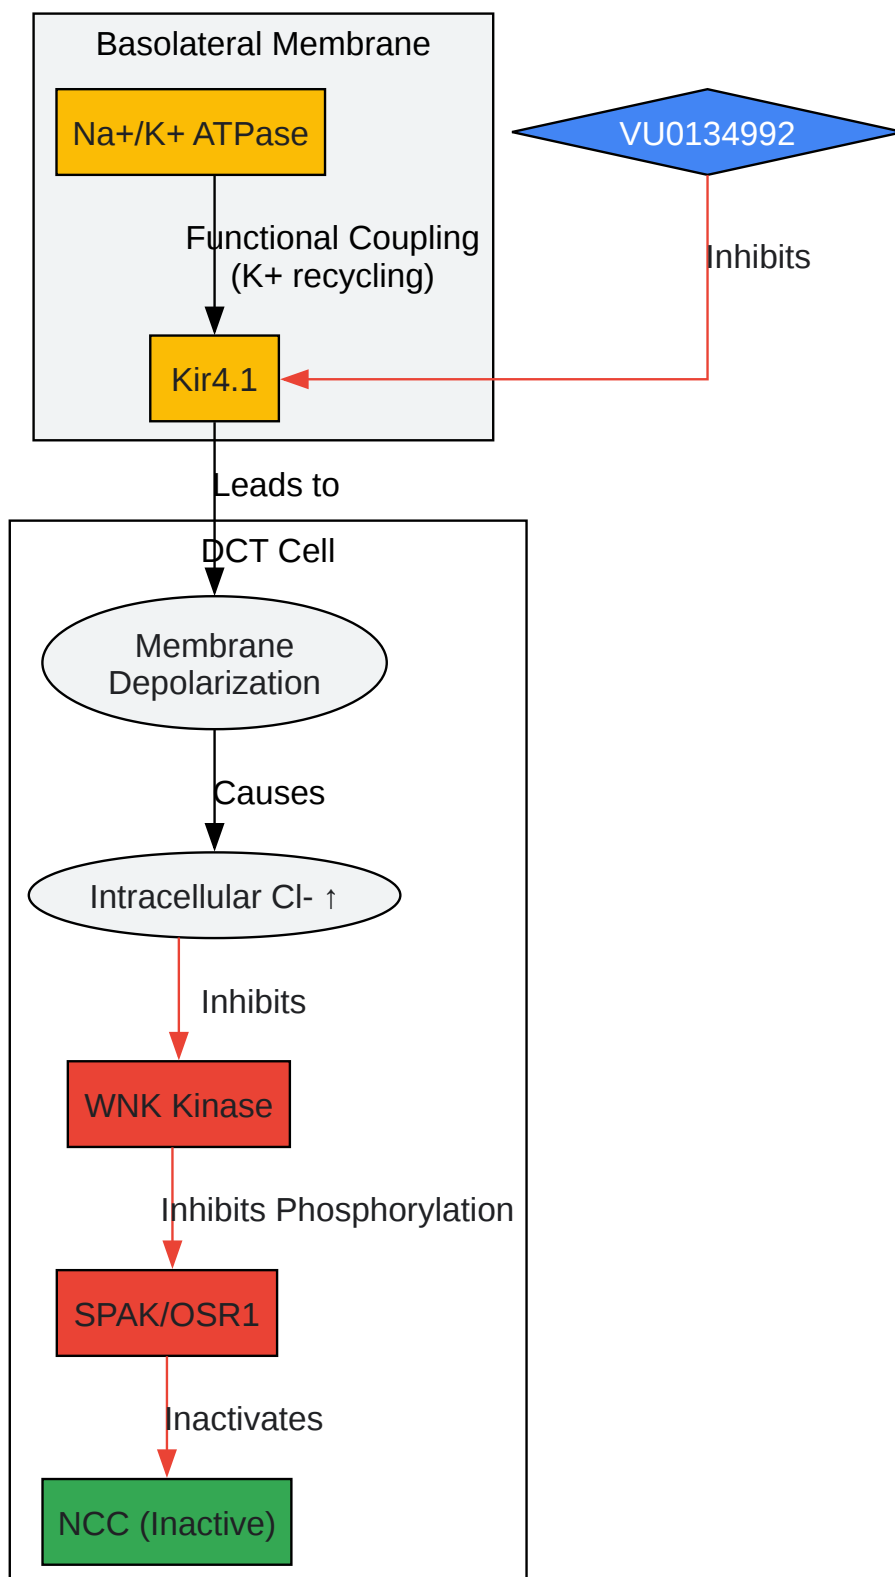 Basolateral Membrane
Na+/K+ ATPase
VU0134992
Functional Coupling
(K+ recycling)
Inhibits
Kir4.1
Leads to
DCT Cell
Membrane
Depolarization
Causes
Intracellular Cl- ↑
Inhibits
WNK Kinase
Inhibits Phosphorylation
SPAK/OSR1
Inactivates
NCC (Inactive)